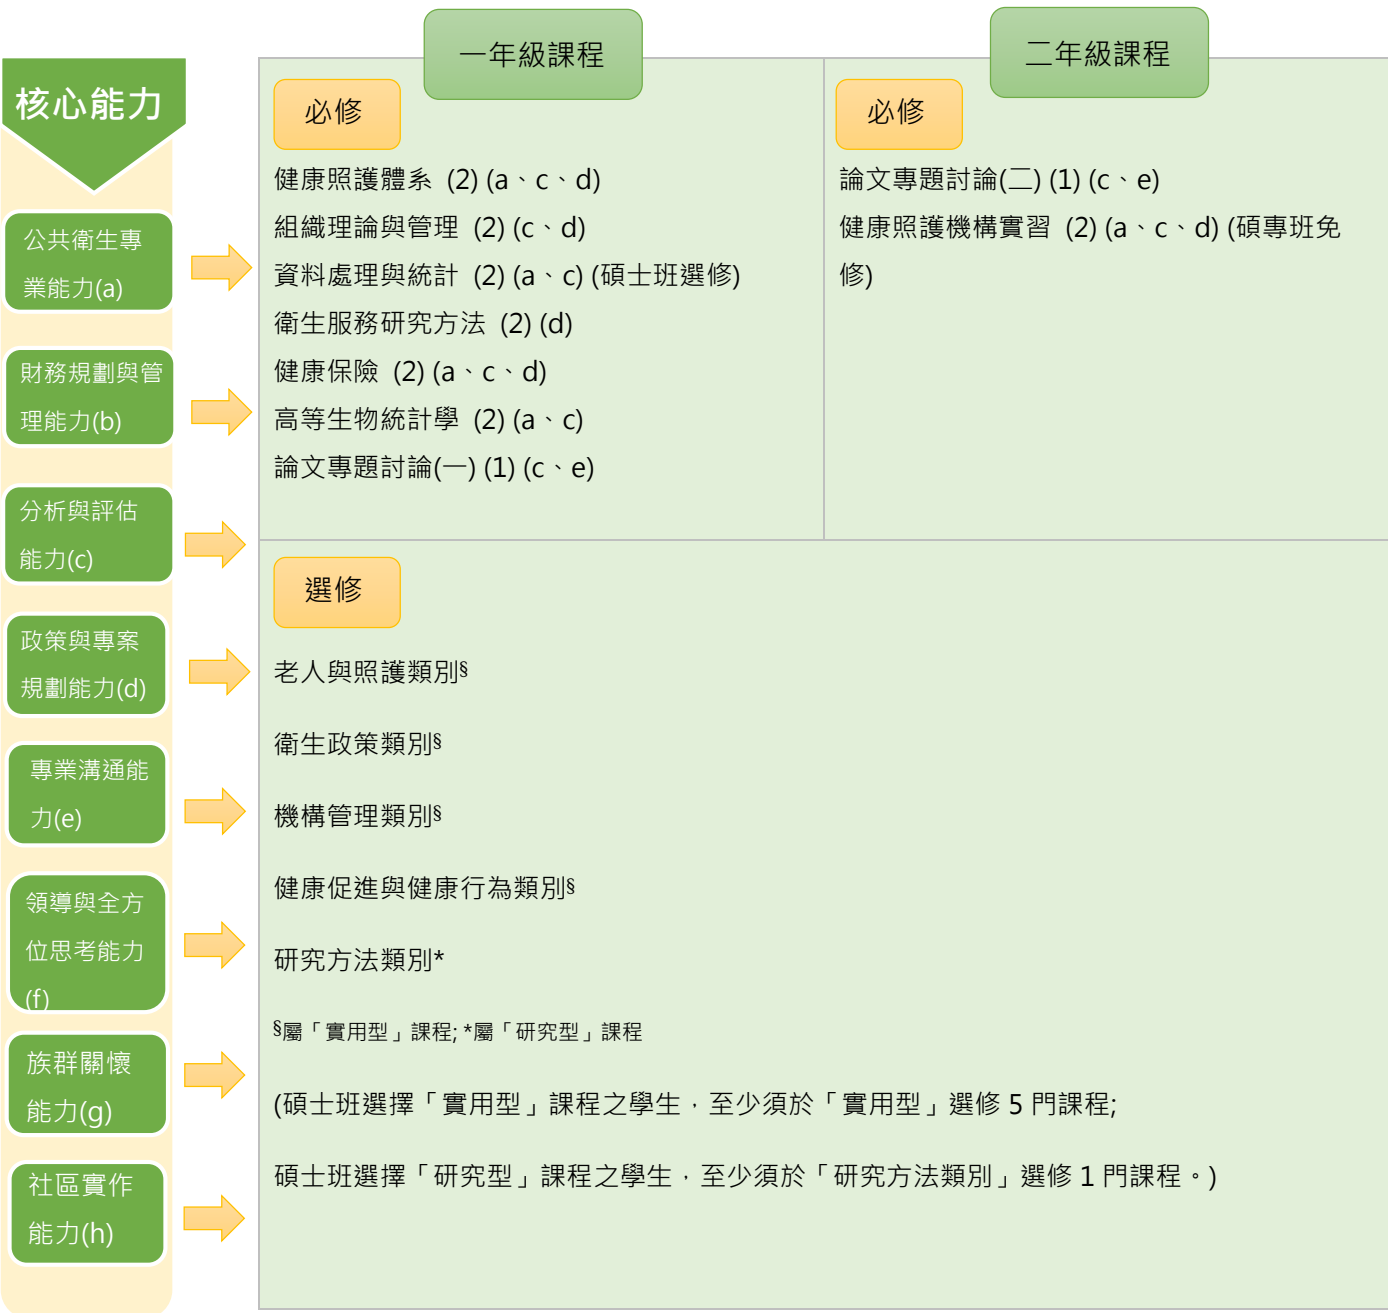 核心能力
公共衛生專
業能力(a)
財務規劃與管
理能力(b)
分析與評估
能力(c)
政策與專案
規劃能力(d)
專業溝通能
力(e)
領導與全方
位思考能力
(f)
族群關懷
能力(g)
社區實作
能力(h)
一年級課程
必修
健康照護體系 (2) (a、c、d)
組織理論與管理 (2) (c、d)
資料處理與統計 (2) (a、c) (碩士班選修)
衛生服務研究方法 (2) (d)
健康保險 (2) (a、c、d)
高等生物統計學 (2) (a、c)
論文專題討論(一) (1) (c、e)
二年級課程
必修
論文專題討論(二) (1) (c、e)
健康照護機構實習 (2) (a、c、d) (碩專班免
修)
選修
老人與照護類別§
衛生政策類別§
機構管理類別§
健康促進與健康行為類別§
研究方法類別*
§屬「實用型」課程; *屬「研究型」課程
(碩士班選擇「實用型」課程之學生，至少須於「實用型」選修 5 門課程;
碩士班選擇「研究型」課程之學生，至少須於「研究方法類別」選修 1 門課程。)